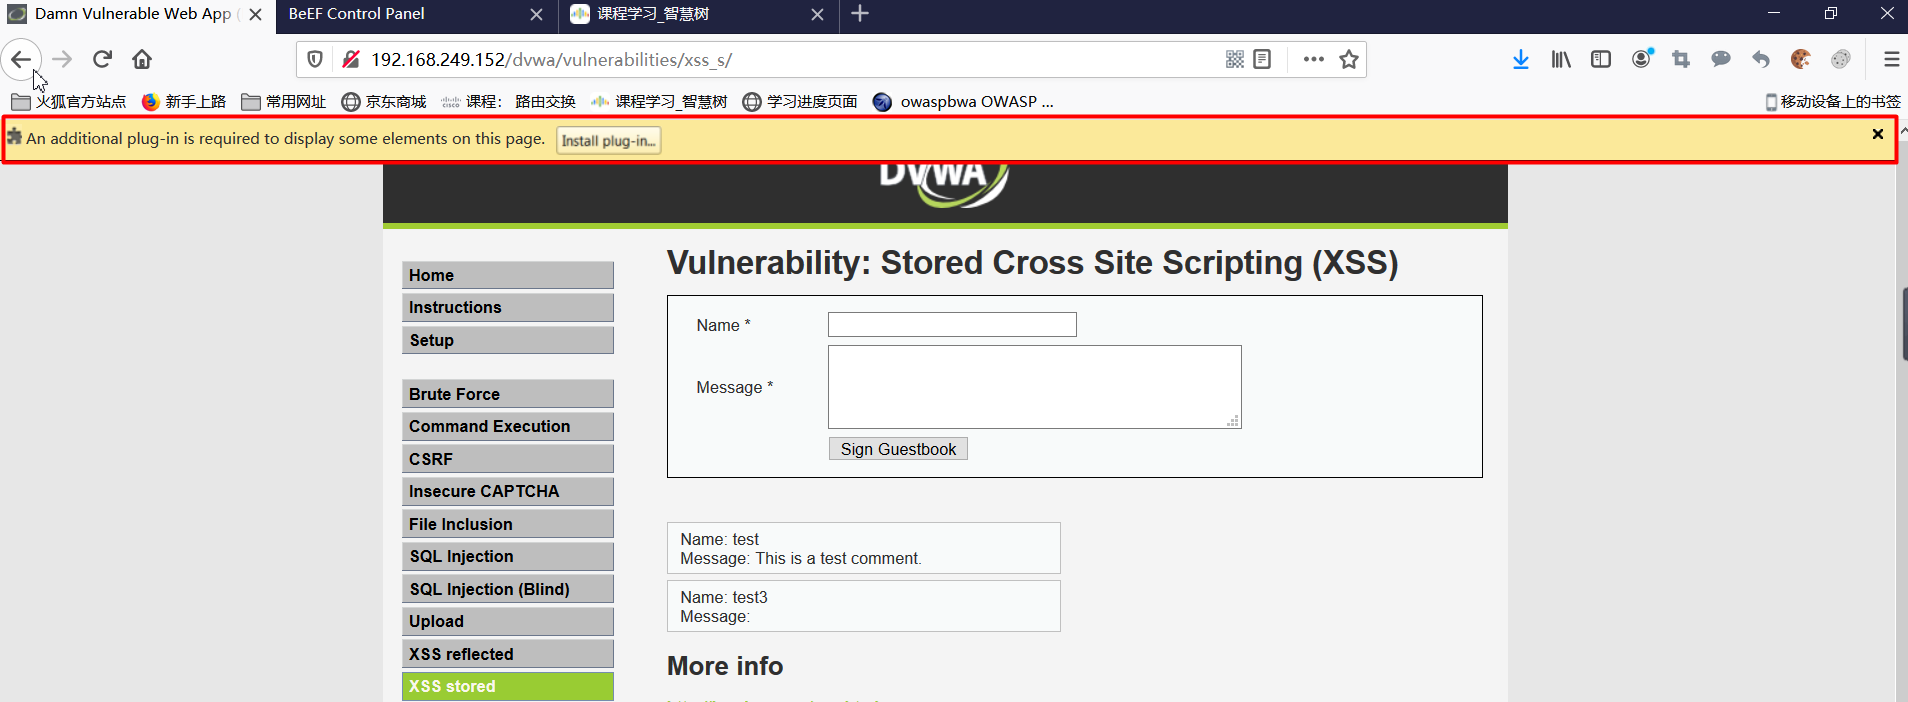 Damn Vulnerable Web App (
BeEF Control Panel
课程学习_智慧树
192.168.249.152/dvwa/vulnerabilities/xss_s/
火狐官方站点
新手上路
常用网址
京东商城
课程： 路由交换
课程学习_智慧树
学习进度页面
owaspbwa OWASP ...
移动设备上的书签
An additional plug-in is required to display some elements on this page.
Install plug-in...
DVWA
Vulnerability: Stored Cross Site Scripting (XSS)
Home
Instructions
Setup
Brute Force
Command Execution
CSRF
Insecure CAPTCHA
File Inclusion
SQL Injection
SQL Injection (Blind)
Upload
XSS reflected
XSS stored
Name *
Message *
Sign Guestbook
Name: test
Message: This is a test comment.
Name: test3
Message:
More info